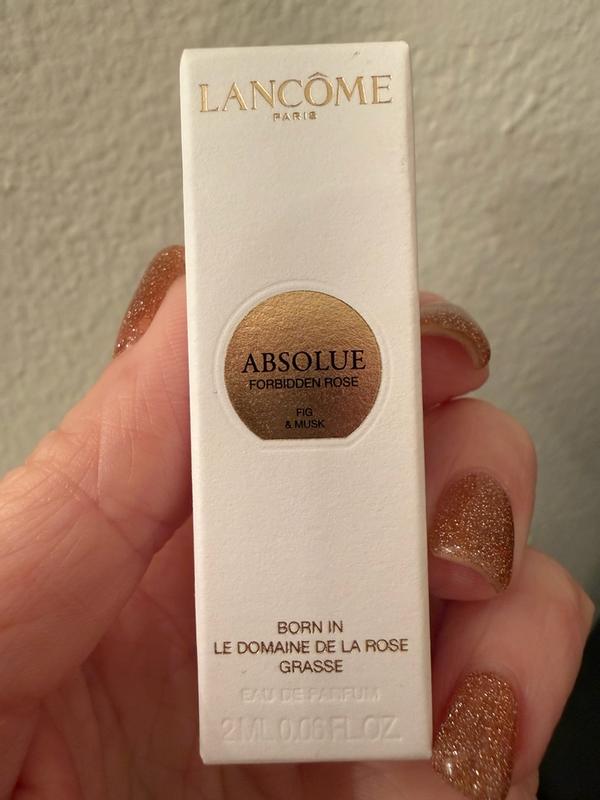 LANCÔME
PARIS
ABSOLUE
FORBIDDEN ROSE
FIG
& MUSK
BORN IN
LE DOMAINE DE LA ROSE
GRASSE
EAU DE PARFUM
2 ML 0.06 FL.OZ